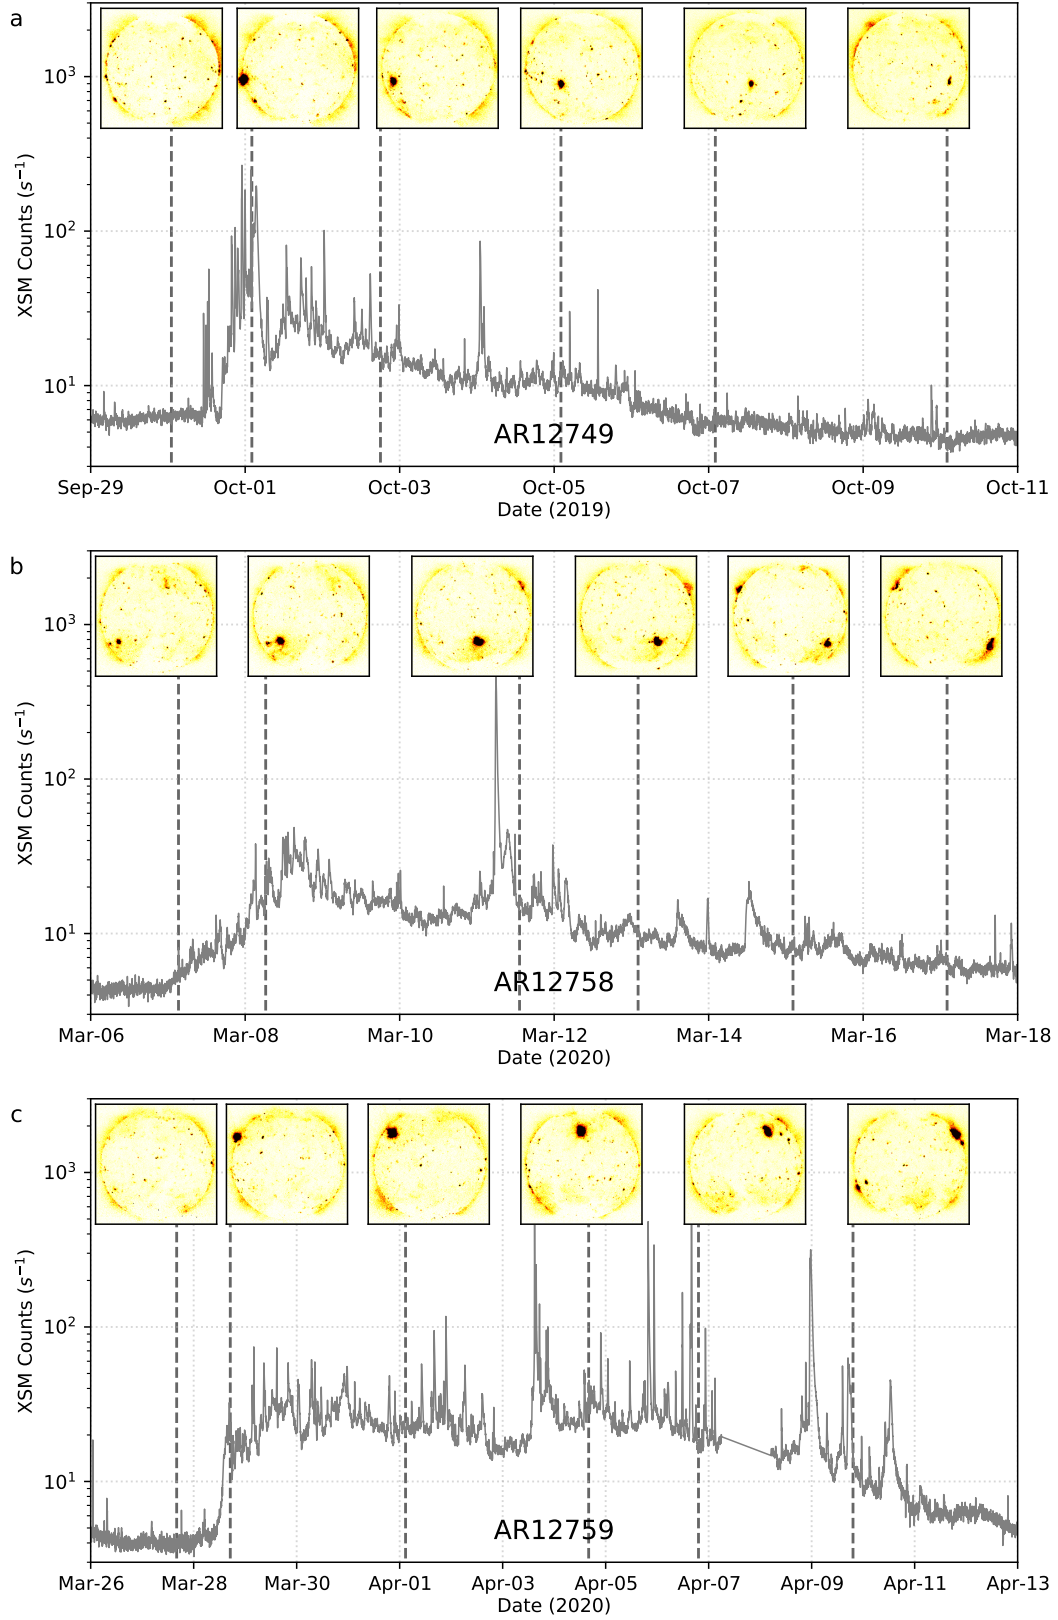 a
XSM Counts (s⁻¹)
10³
10²
10¹
AR12749
Sep-29 Oct-01 Oct-03 Oct-05 Oct-07 Oct-09 Oct-11
Date (2019)
b
XSM Counts (s⁻¹)
10³
10²
10¹
AR12758
Mar-06 Mar-08 Mar-10 Mar-12 Mar-14 Mar-16 Mar-18
Date (2020)
c
XSM Counts (s⁻¹)
10³
10²
10¹
AR12759
Mar-26 Mar-28 Mar-30 Apr-01 Apr-03 Apr-05 Apr-07 Apr-09 Apr-11 Apr-13
Date (2020)